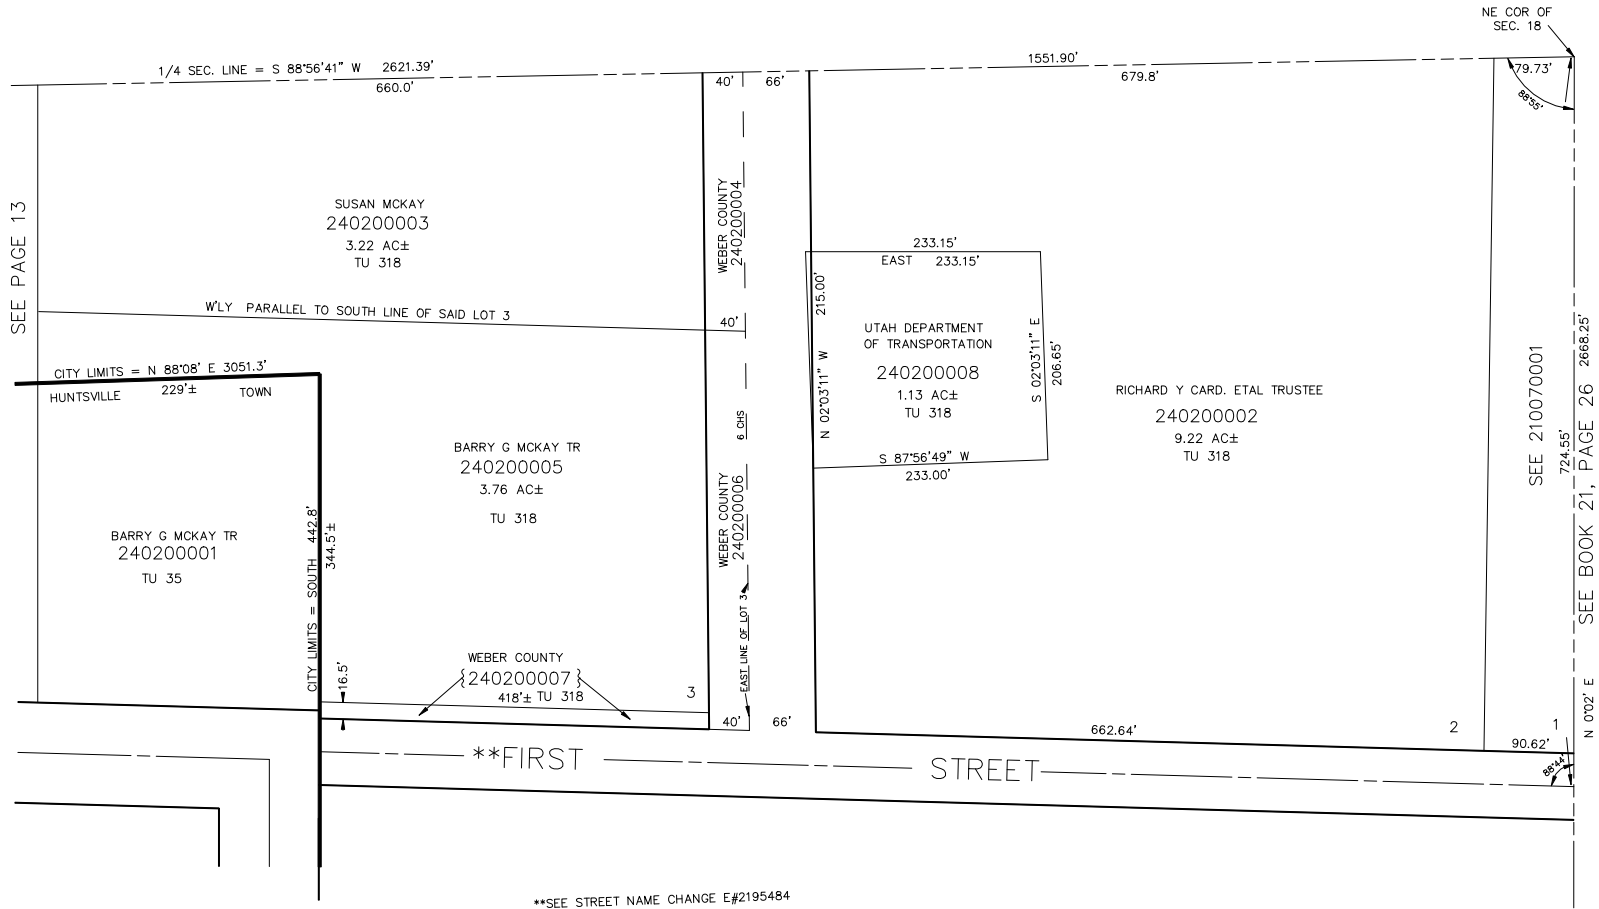 NE COR OF
SEC. 18
1/4 SEC. LINE = S 88°56'41" W 2621.39'
660.0'
40'
66'
1551.90'
679.8'
79.73'
88°55'
SEE PAGE 13
SUSAN MCKAY
240200003
3.22 AC±
TU 318
W'LY PARALLEL TO SOUTH LINE OF SAID LOT 3
WEBER COUNTY
240200004
40'
233.15'
EAST 233.15'
215.00'
N 02°03'11" W
UTAH DEPARTMENT
OF TRANSPORTATION
240200008
1.13 AC±
TU 318
S 02°03'11" E
206.65'
S 87°56'49" W
233.00'
RICHARD Y CARD. ETAL TRUSTEE
240200002
9.22 AC±
TU 318
SEE 210070001
724.55'
2668.25'
SEE BOOK 21, PAGE 26
N 0°02' E
CITY LIMITS = N 88°08' E 3051.3'
HUNTSVILLE 229'± TOWN
BARRY G MCKAY TR
240200005
3.76 AC±
TU 318
6 CHS
WEBER COUNTY
240200006
EAST LINE OF LOT 3
BARRY G MCKAY TR
240200001
TU 35
CITY LIMITS = SOUTH 442.8'
344.5'±
16.5'
WEBER COUNTY
{240200007}
418'± TU 318
3
40'
66'
662.64'
2
1
90.62'
88°44'
**FIRST STREET
**SEE STREET NAME CHANGE E#2195484